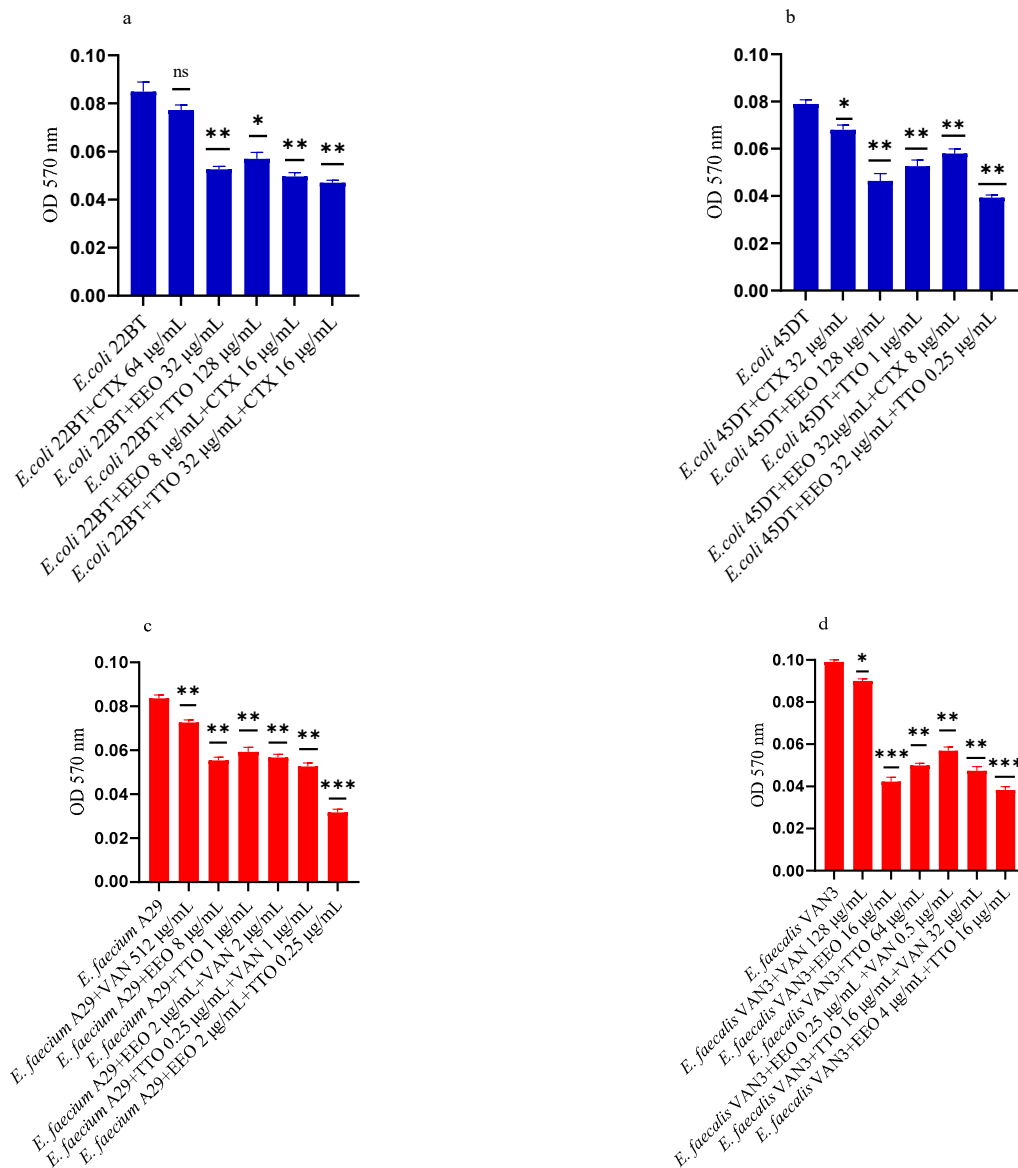 a
OD 570 nm
0.10
0.08
0.06
0.04
0.02
0.00
ns
**
*
**
**
E.coli 22BT
E.coli 22BT+CTX 64 µg/mL
E.coli 22BT+EEO 32 µg/mL
E.coli 22BT+TTO 128 µg/mL
E.coli 22BT+EEO 8 µg/mL+CTX 16 µg/mL
E.coli 22BT+TTO 32 µg/mL+CTX 16 µg/mL
b
OD 570 nm
0.10
0.08
0.06
0.04
0.02
0.00
*
**
**
**
**
E.coli 45DT
E.coli 45DT+CTX 32 µg/mL
E.coli 45DT+EEO 128 µg/mL
E.coli 45DT+TTO 1 µg/mL
E.coli 45DT+EEO 32µg/mL+CTX 8 µg/mL
E.coli 45DT+EEO 32 µg/mL+TTO 0.25 µg/mL
c
OD 570 nm
0.10
0.08
0.06
0.04
0.02
0.00
**
**
**
**
**
***
E. faecium A29
E. faecium A29+VAN 512 µg/mL
E. faecium A29+EEO 8 µg/mL
E. faecium A29+TTO 1 µg/mL
E. faecium A29+EEO 2 µg/mL+VAN 2 µg/mL
E. faecium A29+TTO 0.25 µg/mL+VAN 1 µg/mL
E. faecium A29+EEO 2 µg/mL+TTO 0.25 µg/mL
d
OD 570 nm
0.10
0.08
0.06
0.04
0.02
0.00
*
***
**
**
**
***
E. faecalis VAN3
E. faecalis VAN3+VAN 128 µg/mL
E. faecalis VAN3+EEO 16 µg/mL
E. faecalis VAN3+TTO 64 µg/mL
E. faecalis VAN3+EEO 0.25 µg/mL +VAN 0.5 µg/mL
E. faecalis VAN3+TTO 16 µg/mL+VAN 32 µg/mL
E. faecalis VAN3+EEO 4 µg/mL+TTO 16 µg/mL